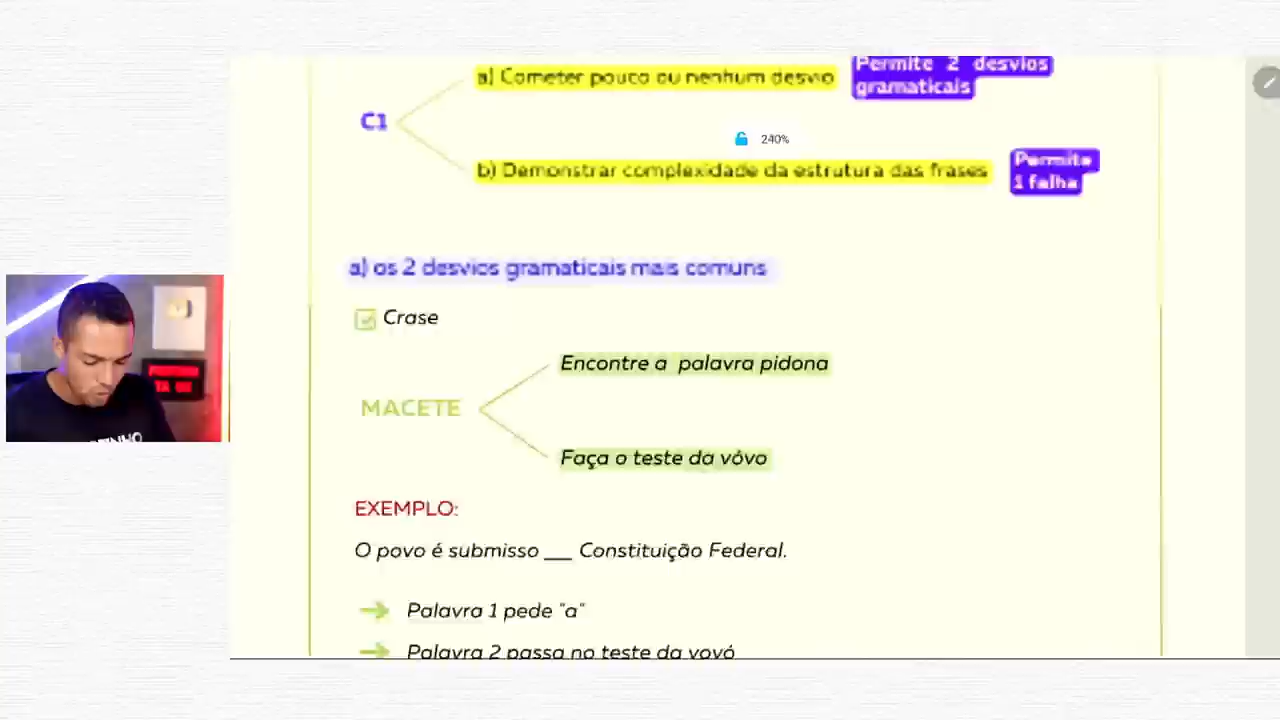 a) Cometer pouco ou nenhum desvio
Permite 2 desvios
gramaticais
C1
240%
b) Demonstrar complexidade da estrutura das frases
Permite
1 falha
a) os 2 desvios gramaticais mais comuns
Crase
Encontre a palavra pidona
MACETE
Faça o teste da vóvo
EXEMPLO:
O povo é submisso ___ Constituição Federal.
Palavra 1 pede "a"
Palavra 2 passa no teste da vovó